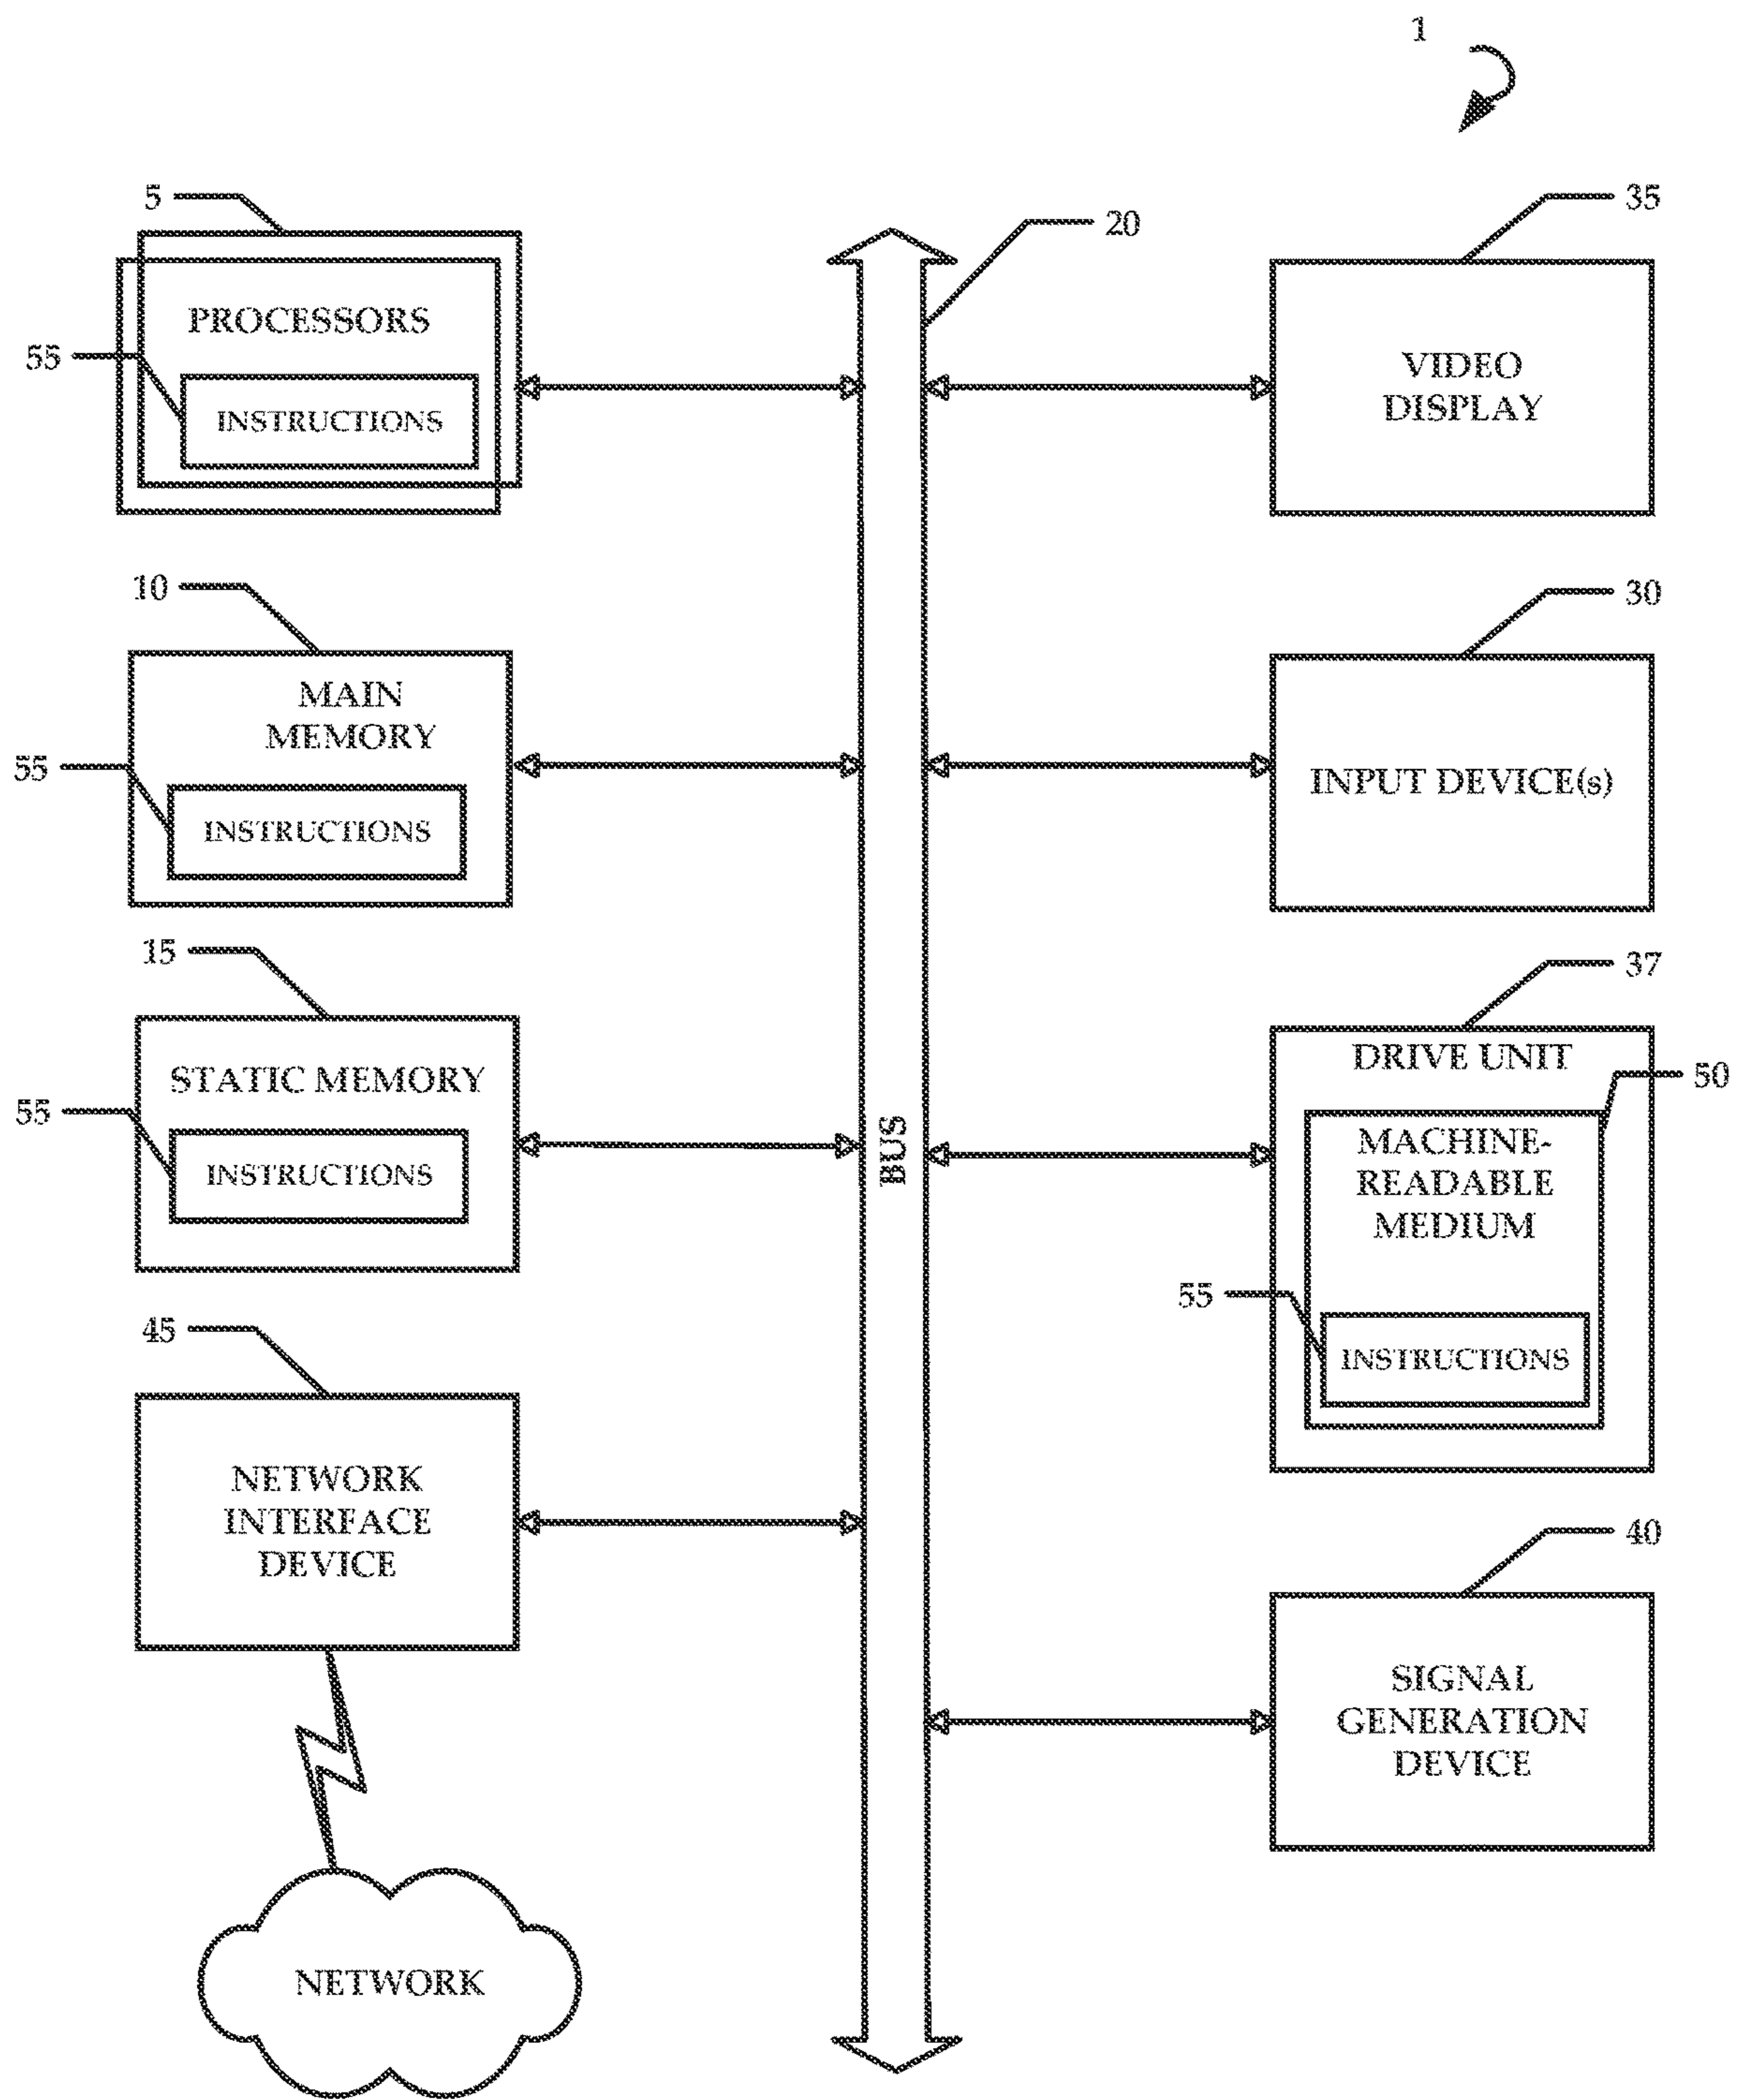 1
5
PROCESSORS
55
INSTRUCTIONS
10
MAIN
MEMORY
55
INSTRUCTIONS
15
STATIC MEMORY
55
INSTRUCTIONS
45
NETWORK
INTERFACE
DEVICE
NETWORK
20
BUS
35
VIDEO
DISPLAY
30
INPUT DEVICE(s)
37
DRIVE UNIT
50
MACHINE-
READABLE
MEDIUM
55
INSTRUCTIONS
40
SIGNAL
GENERATION
DEVICE